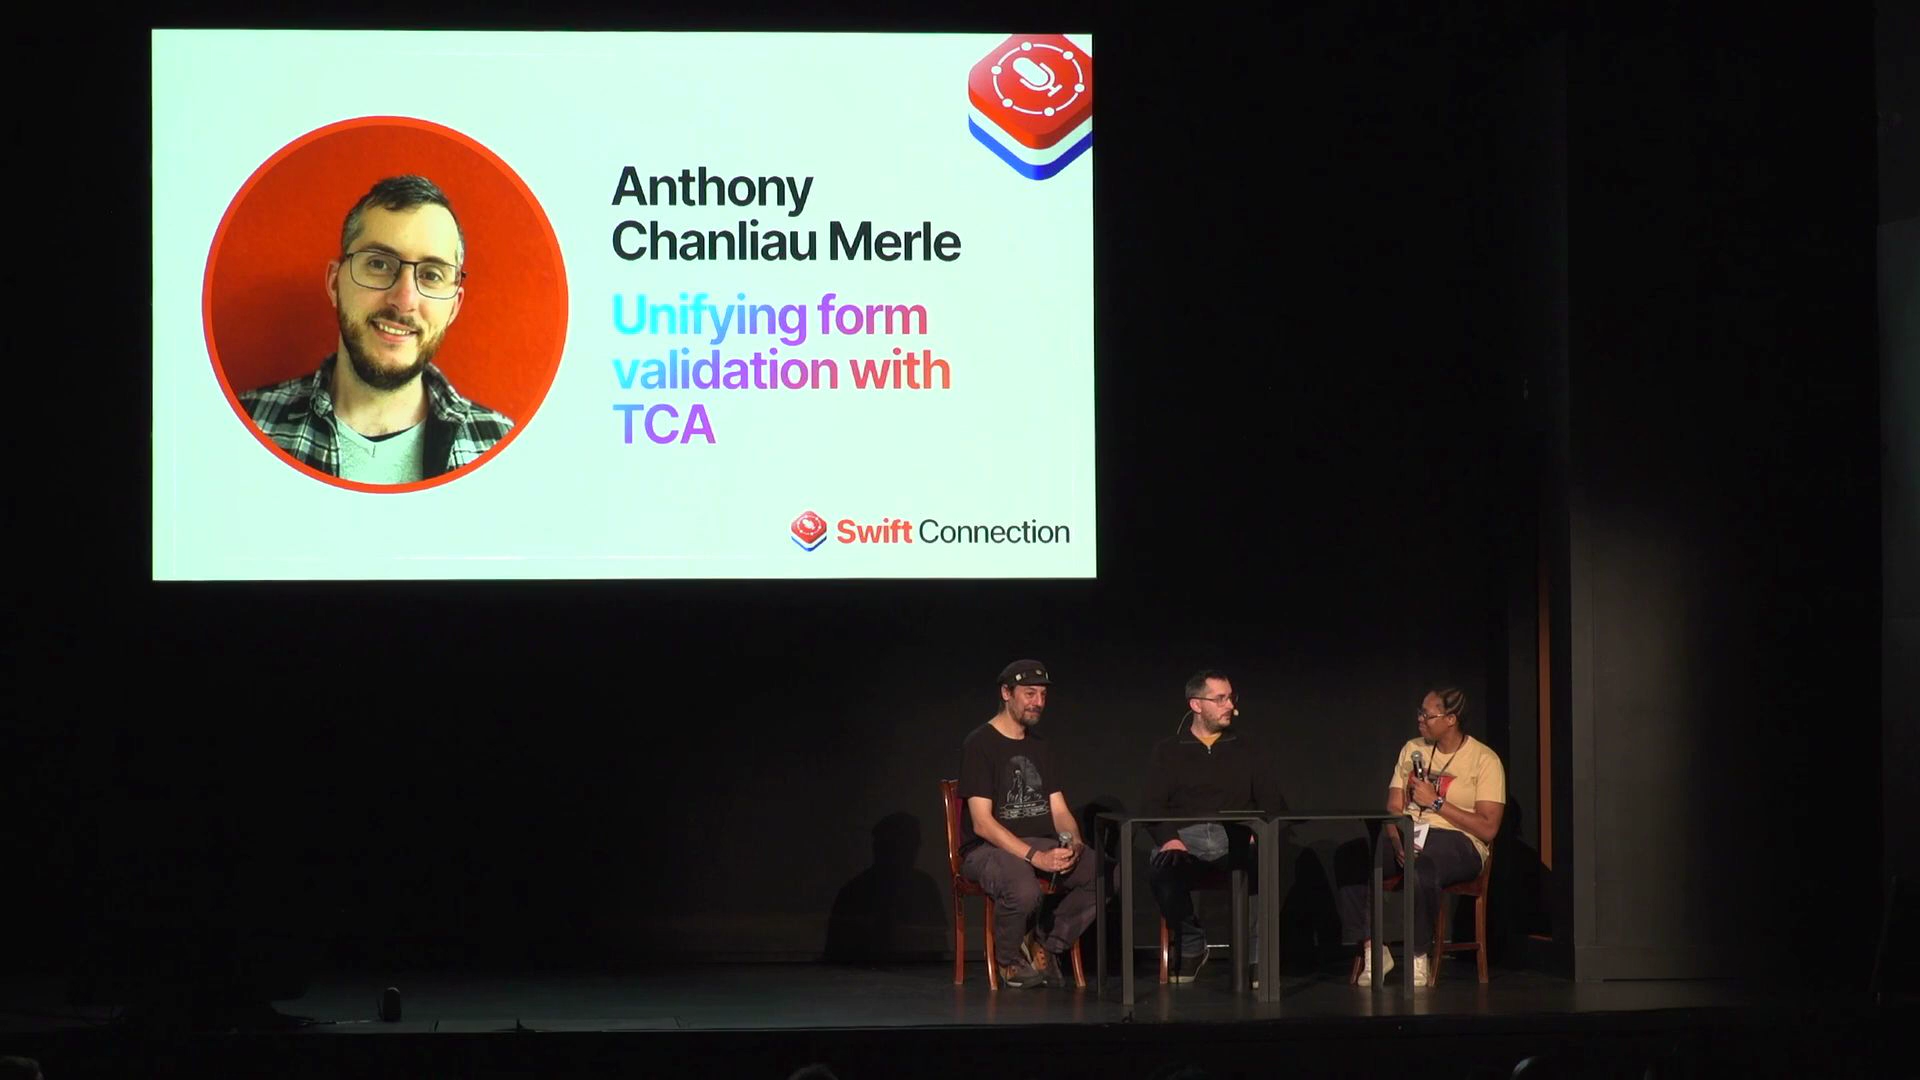 Anthony
Chanliau Merle
Unifying form
validation with
TCA
Swift Connection